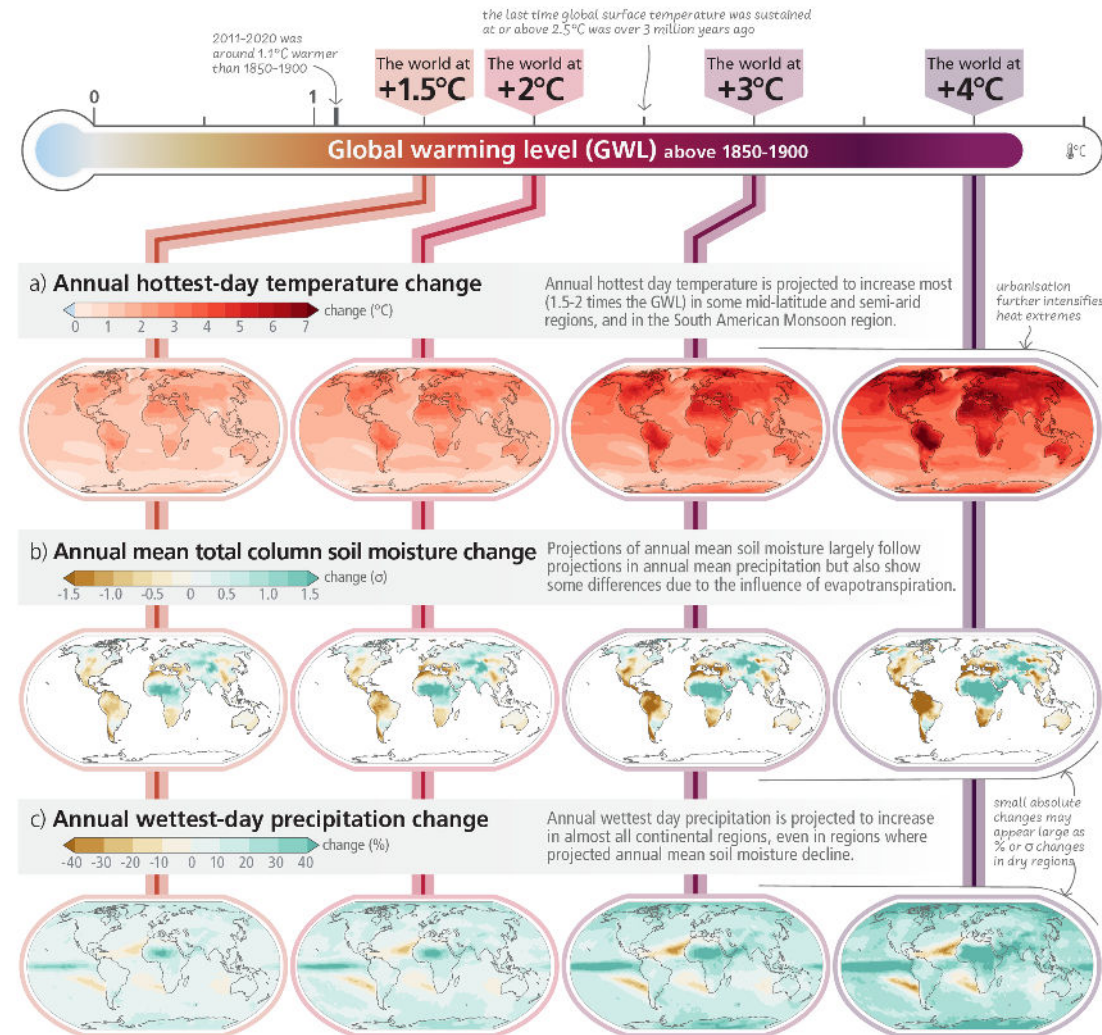 the last time global surface temperature was sustained
at or above 2.5°C was over 3 million years ago
2011-2020 was
around 1.1°C warmer
than 1850-1900
The world at
+1.5°C
The world at
+2°C
The world at
+3°C
The world at
+4°C
0
1
Global warming level (GWL) above 1850-1900
°C
a) Annual hottest-day temperature change
change (°C)
0 1 2 3 4 5 6 7
Annual hottest day temperature is projected to increase most
(1.5-2 times the GWL) in some mid-latitude and semi-arid
regions, and in the South American Monsoon region.
urbanisation
further intensifies
heat extremes
b) Annual mean total column soil moisture change
change (σ)
-1.5 -1.0 -0.5 0 0.5 1.0 1.5
Projections of annual mean soil moisture largely follow
projections in annual mean precipitation but also show
some differences due to the influence of evapotranspiration.
c) Annual wettest-day precipitation change
change (%)
-40 -30 -20 -10 0 10 20 30 40
Annual wettest day precipitation is projected to increase
in almost all continental regions, even in regions where
projected annual mean soil moisture decline.
small absolute
changes may
appear large as
% or σ changes
in dry regions